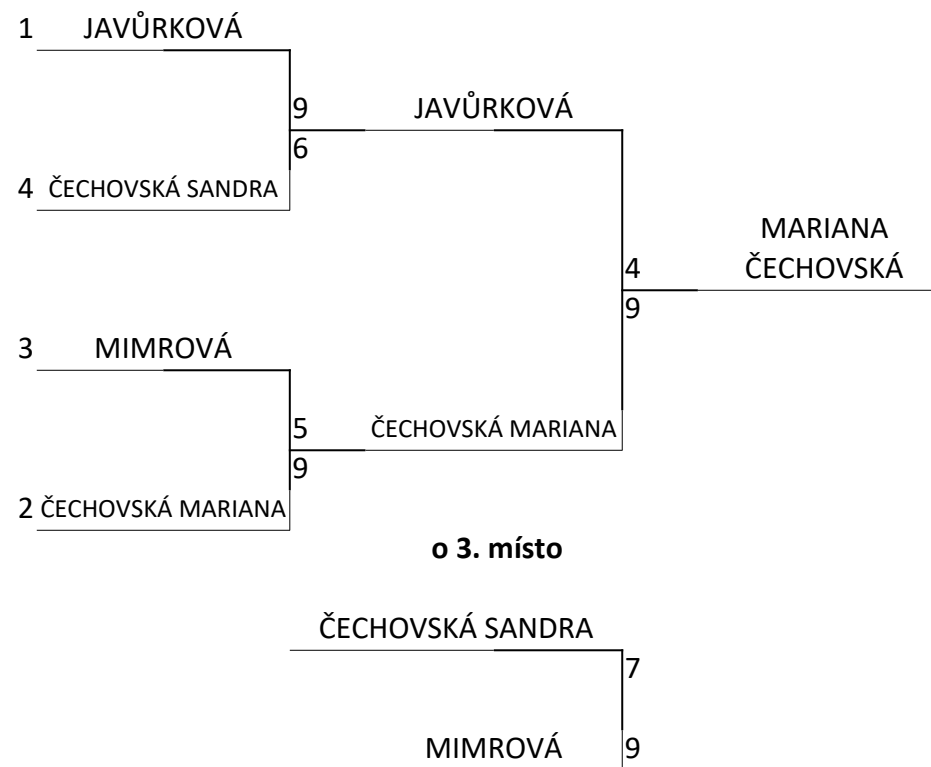 1 JAVŮRKOVÁ
9 JAVŮRKOVÁ
6
4 ČECHOVSKÁ SANDRA
MARIANA
4 ČECHOVSKÁ
9
3 MIMROVÁ
5 ČECHOVSKÁ MARIANA
9
2 ČECHOVSKÁ MARIANA
o 3. místo
ČECHOVSKÁ SANDRA
7
MIMROVÁ 9